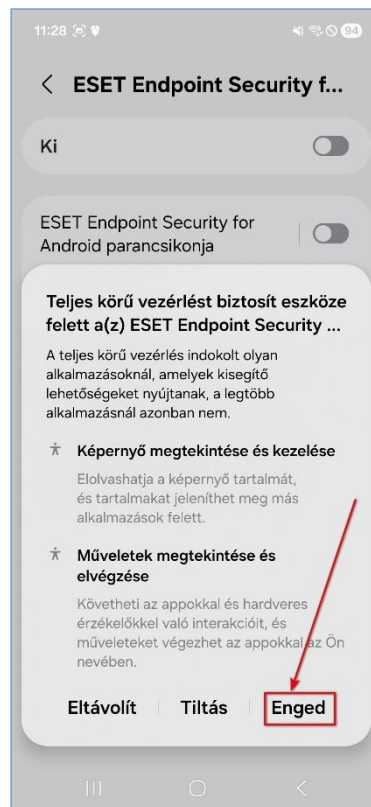 11:28
94
ESET Endpoint Security f...
Ki
ESET Endpoint Security for
Android parancsikonja
Teljes körű vezérlést biztosít eszköze
felett a(z) ESET Endpoint Security ...
A teljes körű vezérlés indokolt olyan
alkalmazásoknál, amelyek kisegítő
lehetőségeket nyújtanak, a legtöbb
alkalmazásnál azonban nem.
Képernyő megtekintése és kezelése
Elolvashatja a képernyő tartalmát,
és tartalmakat jeleníthet meg más
alkalmazások felett.
Műveletek megtekintése és
elvégzése
Követheti az appokkal és hardveres
érzékelőkkel való interakcióit, és
műveleteket végezhet az appokkal az Ön
nevében.
Eltávolít Tiltás Enged